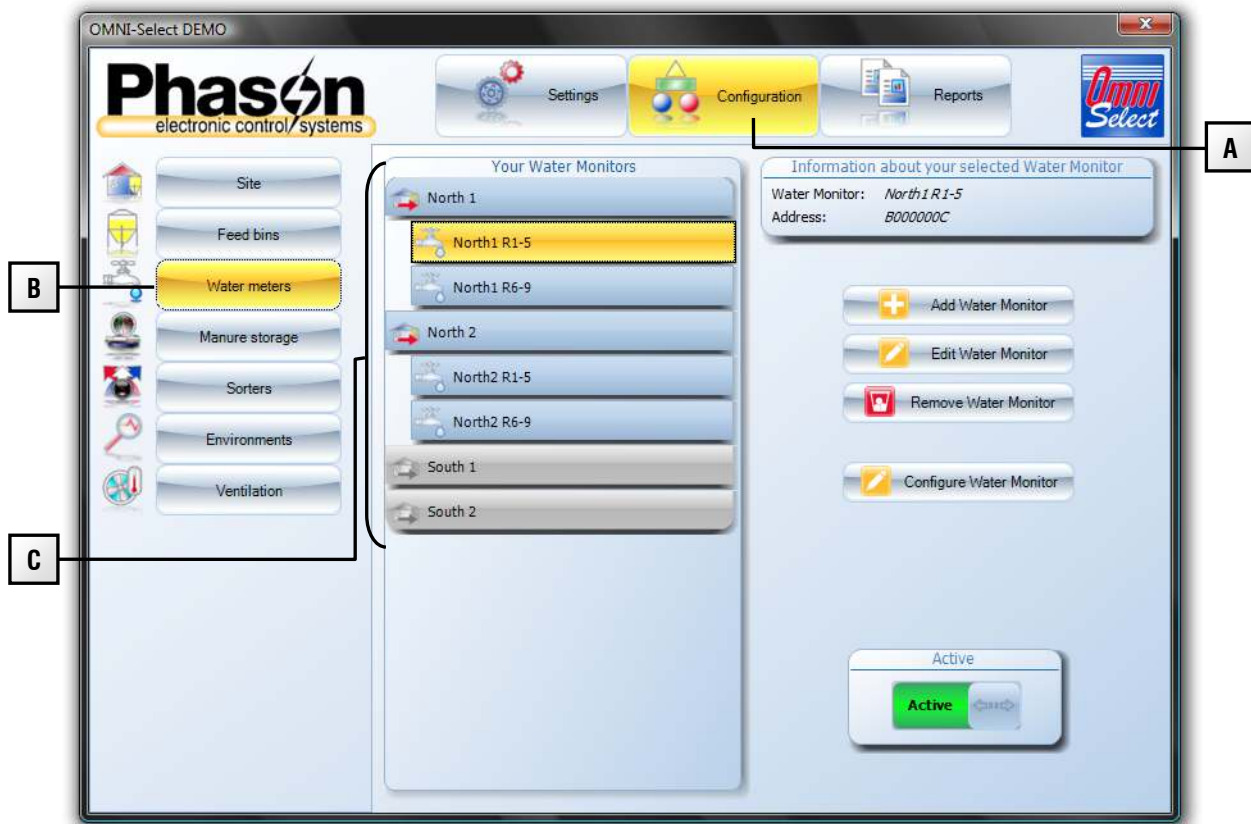 OMNI-Select DEMO
Phason
electronic control systems
Settings
Configuration
Reports
Omni
Select
A
Site
Feed bins
Water meters
Manure storage
Sorters
Environments
Ventilation
B
C
Your Water Monitors
North 1
North1 R1-5
North1 R6-9
North 2
North2 R1-5
North2 R6-9
South 1
South 2
Information about your selected Water Monitor
Water Monitor: North1 R1-5
Address: B000000C
Add Water Monitor
Edit Water Monitor
Remove Water Monitor
Configure Water Monitor
Active
Active